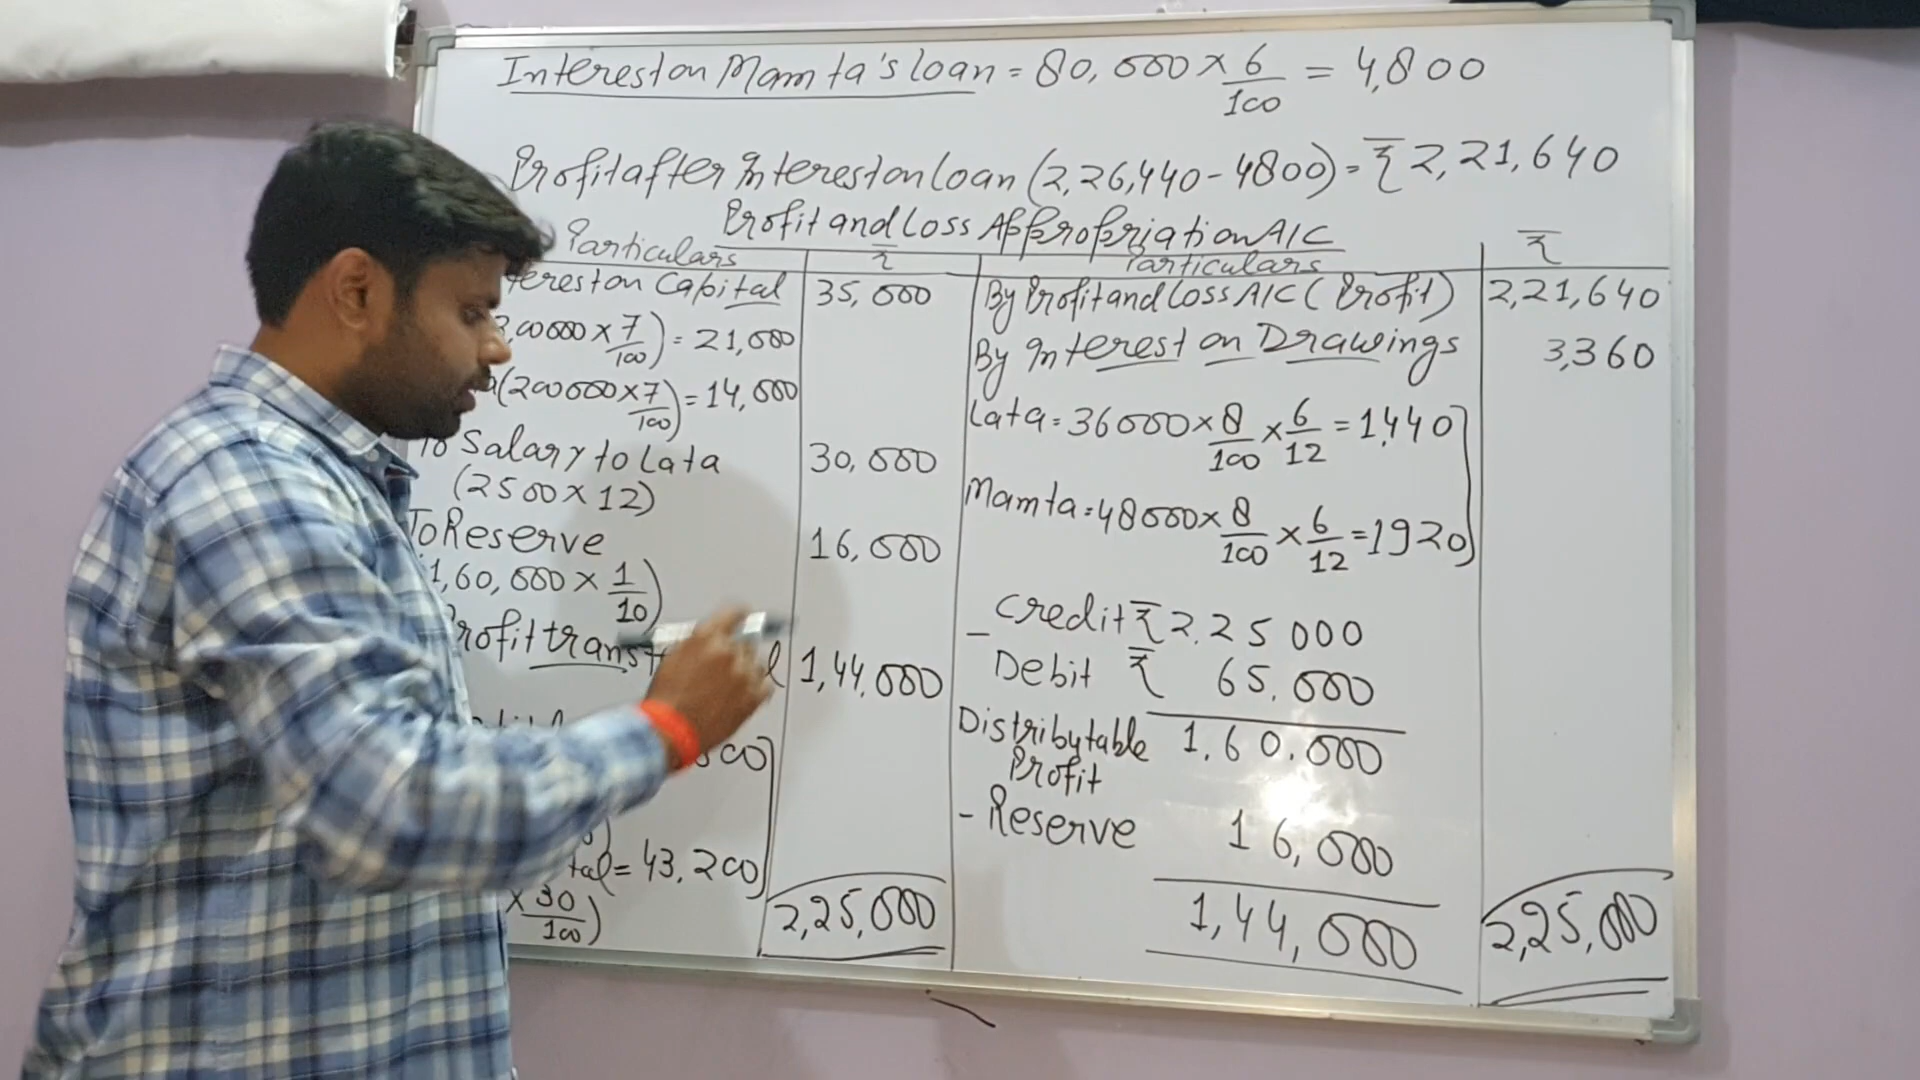 Interest on Mamta's loan = 80,000 × 6/100 = 4,800
Profit after Interest on Loan (2,26,440 - 4800) = ₹ 2,21,640
Profit and Loss Appropriation A/C
Particulars ₹ Particulars ₹
terest on Capital 35,000
3,00000 × 7/100) = 21,000
a(200000 × 7/100) = 14,000
To Salary to Lata 30,000
(2500 × 12)
To Reserve 16,000
1,60,000 × 1/10)
rofit trans 1,44,000
tal = 43,200
× 30/100)
2,25,000
By Profit and Loss A/C (Profit) 2,21,640
By Interest on Drawings 3,360
Lata = 36000 × 8/100 × 6/12 = 1,440
Mamta = 48000 × 8/100 × 6/12 = 1920
Credit ₹ 2,25000
- Debit ₹ 65,000
Distributable 1,60,000
Profit
- Reserve 16,000
1,44,000
2,25,000